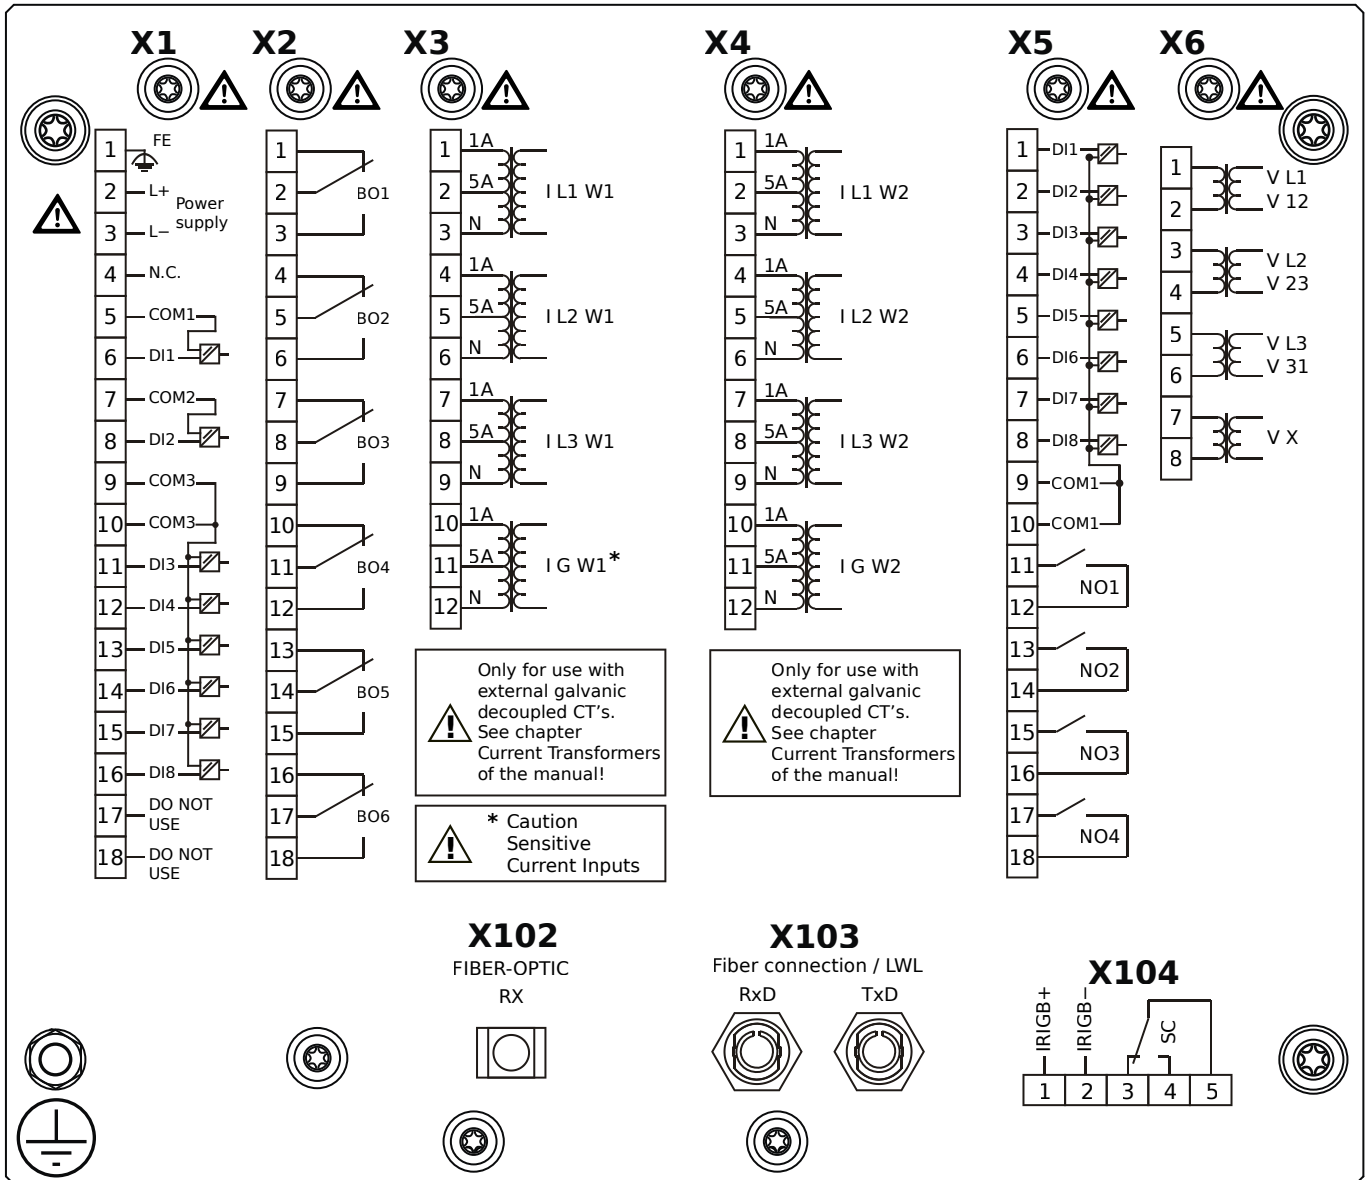 X1
1 FE
2 L+
Power
supply
3 L−
4 N.C.
5 COM1
6 DI1
7 COM2
8 DI2
9 COM3
10 COM3
11 DI3
12 DI4
13 DI5
14 DI6
15 DI7
16 DI8
17 DO NOT
USE
18 DO NOT
USE
X2
1
2 BO1
3
4
5 BO2
6
7
8 BO3
9
10
11 BO4
12
13
14 BO5
15
16
17 BO6
18
X3
1 1A
2 5A I L1 W1
3 N
4 1A
5 5A I L2 W1
6 N
7 1A
8 5A I L3 W1
9 N
10 1A
11 5A I G W1*
12 N
Only for use with
external galvanic
decoupled CT's.
See chapter
Current Transformers
of the manual!
* Caution
Sensitive
Current Inputs
X4
1 1A
2 5A I L1 W2
3 N
4 1A
5 5A I L2 W2
6 N
7 1A
8 5A I L3 W2
9 N
10 1A
11 5A I G W2
12 N
Only for use with
external galvanic
decoupled CT's.
See chapter
Current Transformers
of the manual!
X5
1 DI1
2 DI2
3 DI3
4 DI4
5 DI5
6 DI6
7 DI7
8 DI8
9 COM1
10 COM1
11
NO1
12
13
NO2
14
15
NO3
16
17
NO4
18
X6
1 V L1
2 V 12
3 V L2
4 V 23
5 V L3
6 V 31
7
V X
8
X102
FIBER-OPTIC
RX
X103
Fiber connection / LWL
RxD TxD
X104
IRIGB+ IRIGB− SC
1 2 3 4 5